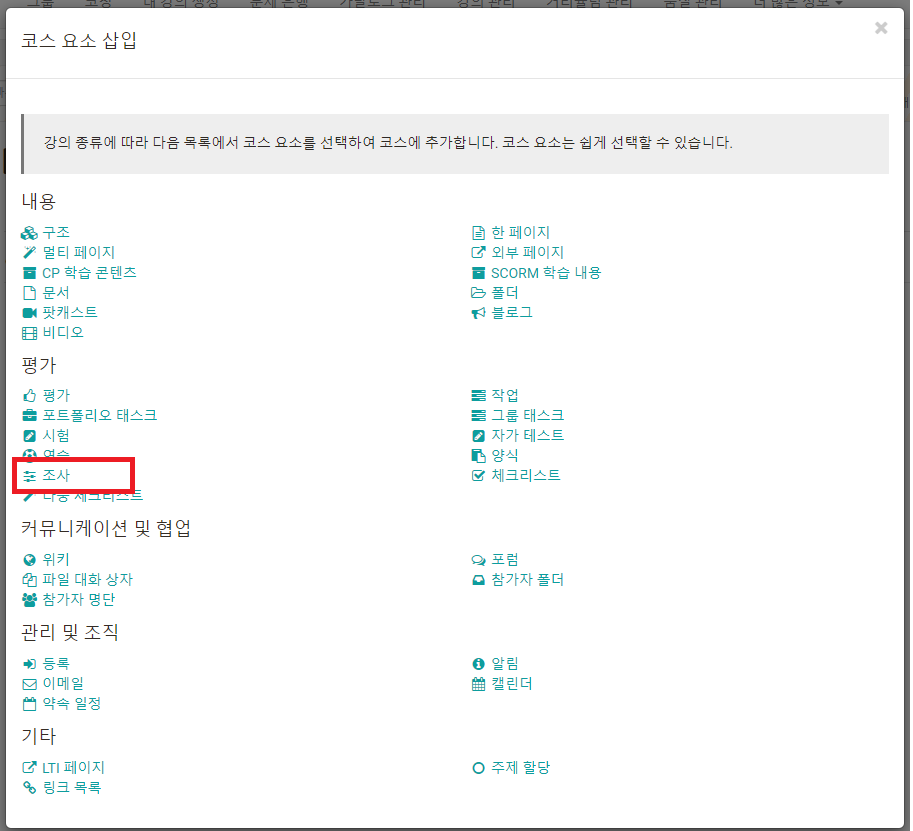 코스 요소 삽입
강의 종류에 따라 다음 목록에서 코스 요소를 선택하여 코스에 추가합니다. 코스 요소는 쉽게 선택할 수 있습니다.
내용
구조
한 페이지
멀티 페이지
외부 페이지
CP 학습 콘텐츠
SCORM 학습 내용
문서
폴더
팟캐스트
블로그
비디오
평가
평가
작업
포트폴리오 태스크
그룹 태스크
시험
자가 테스트
연습
양식
조사
체크리스트
다중 체크리스트
커뮤니케이션 및 협업
위키
포럼
파일 대화 상자
참가자 폴더
참가자 명단
관리 및 조직
등록
알림
이메일
캘린더
약속 일정
기타
LTI 페이지
주제 할당
링크 목록